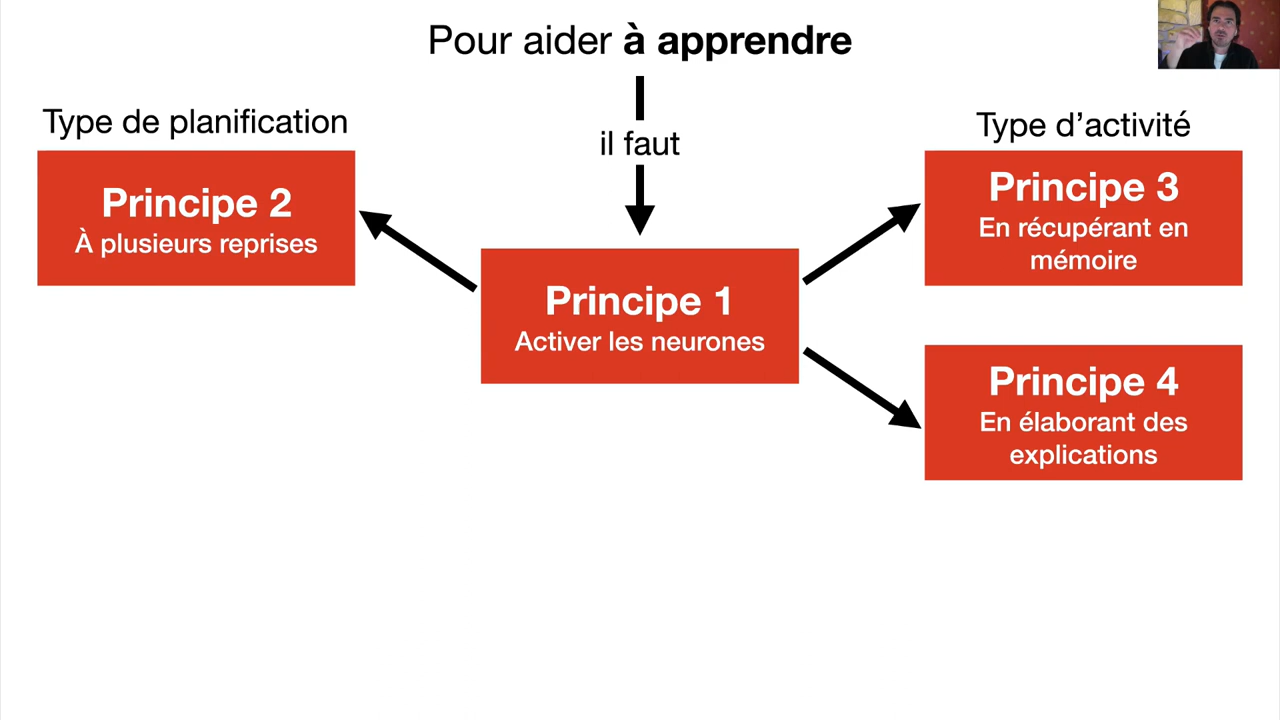 Pour aider à apprendre
il faut
Type de planification
Principe 2
À plusieurs reprises
Principe 1
Activer les neurones
Type d'activité
Principe 3
En récupérant en
mémoire
Principe 4
En élaborant des
explications